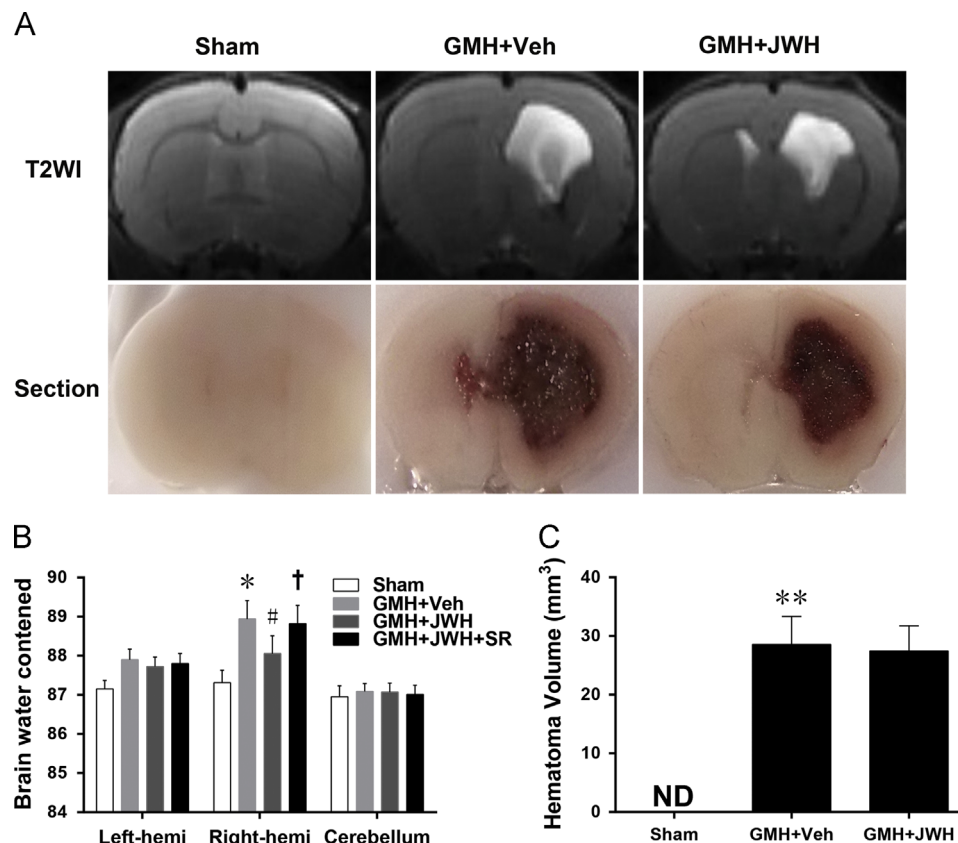 A
Sham GMH+Veh GMH+JWH
T2WI
Section
B
Brain water contened
90
89
88
87
86
85
84
*
#
†
Sham
GMH+Veh
GMH+JWH
GMH+JWH+SR
Left-hemi Right-hemi Cerebellum
C
Hematoma Volume (mm³)
40
30
20
10
0
ND
**
Sham GMH+Veh GMH+JWH